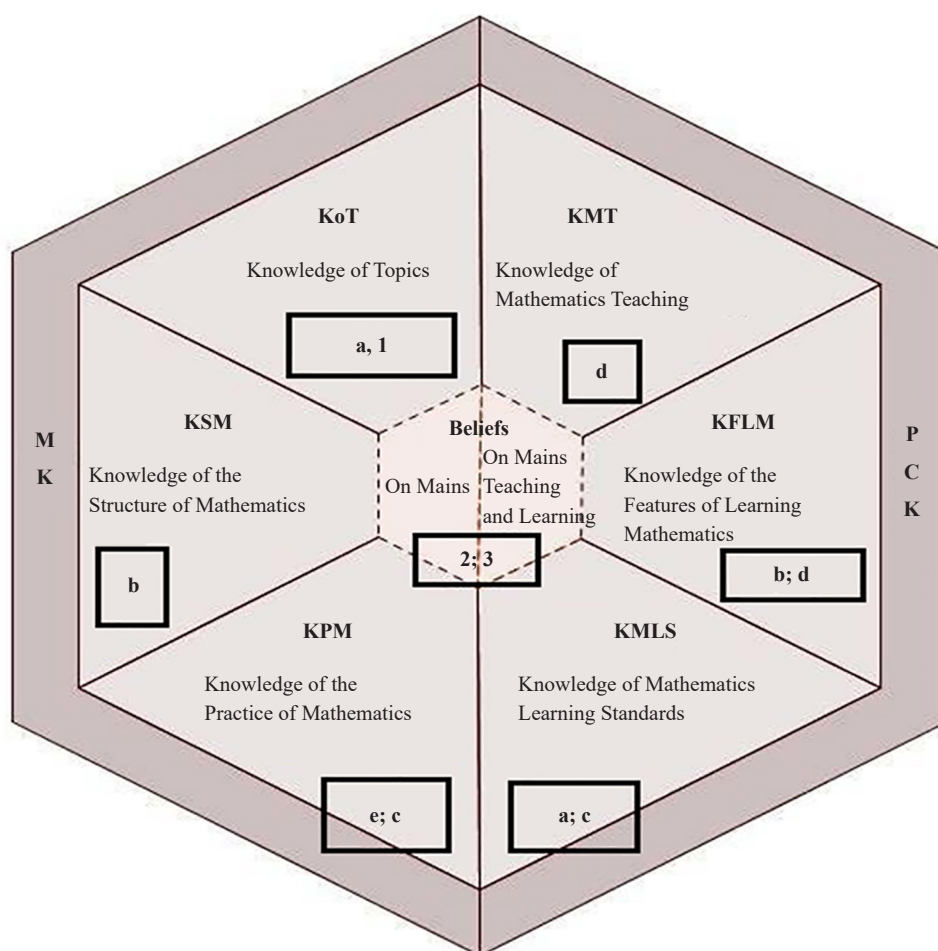 KoT
Knowledge of Topics
a, 1
KMT
Knowledge of
Mathematics Teaching
d
KSM
Knowledge of the
Structure of Mathematics
b
M
K
Beliefs
On Mains
On Mains
Teaching
and Learning
2; 3
KFLM
Knowledge of the
Features of Learning
Mathematics
b; d
P
C
K
KPM
Knowledge of the
Practice of Mathematics
e; c
KMLS
Knowledge of Mathematics
Learning Standards
a; c